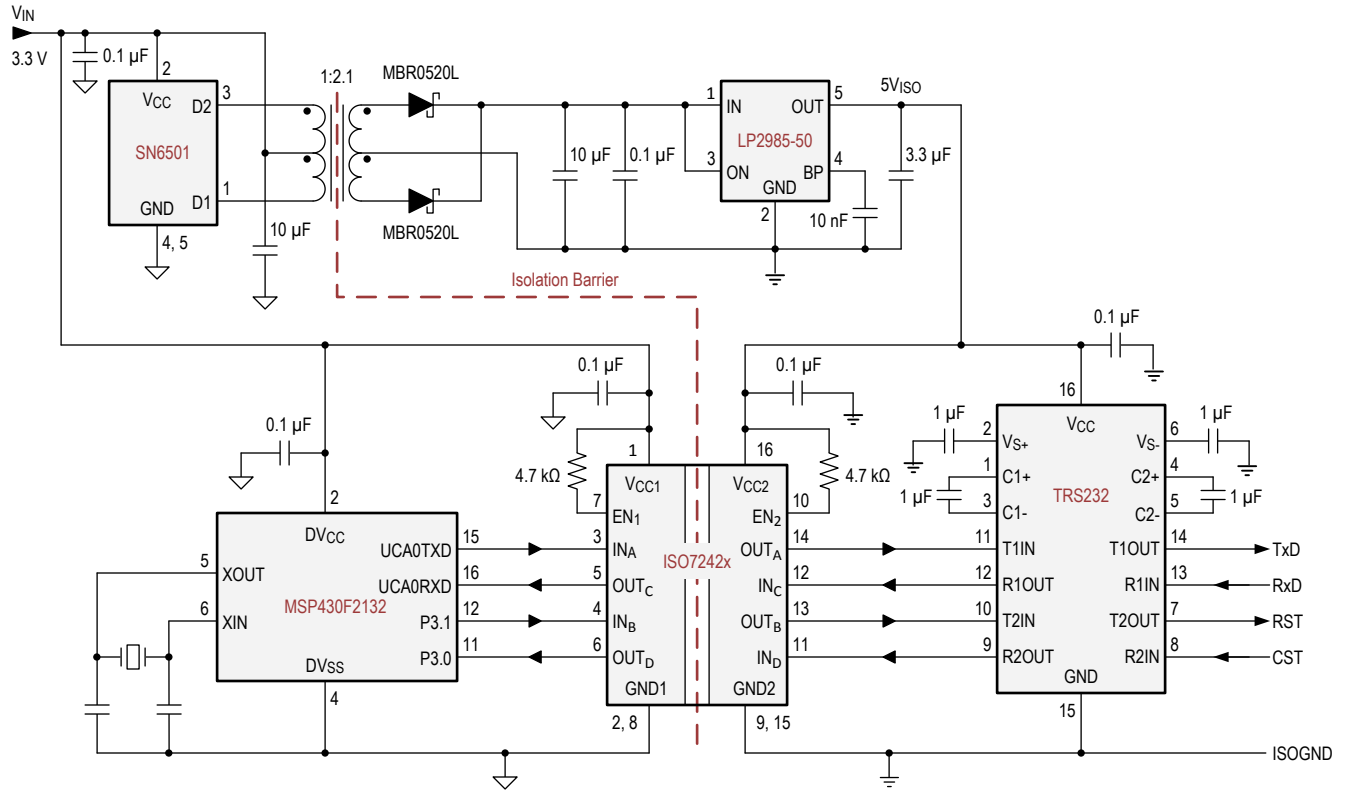 VIN
3.3 V
0.1 µF
2
VCC
D2
3
SN6501
D1
1
GND
4, 5
10 µF
1:2.1
MBR0520L
MBR0520L
10 µF
0.1 µF
1
IN
OUT
5
LP2985-50
3
ON
BP
4
GND
2
10 nF
5VISO
3.3 µF
Isolation Barrier
0.1 µF
2
DVCC
5
XOUT
6
XIN
MSP430F2132
UCA0TXD
15
UCA0RXD
16
P3.1
12
P3.0
11
DVSS
4
0.1 µF
4.7 kΩ
1
VCC1
7
EN1
3
INA
5
OUTC
4
INB
6
OUTD
GND1
2, 8
ISO7242x
0.1 µF
4.7 kΩ
16
VCC2
10
EN2
14
OUTA
12
INC
13
OUTB
11
IND
GND2
9, 15
0.1 µF
16
VCC
1 µF
2
VS+
1
C1+
1 µF
3
C1-
TRS232
VS-
6
1 µF
C2+
4
C2-
5
1 µF
11
T1IN
T1OUT
14
TxD
12
R1OUT
R1IN
13
RxD
10
T2IN
T2OUT
7
RST
9
R2OUT
R2IN
8
CST
GND
15
ISOGND